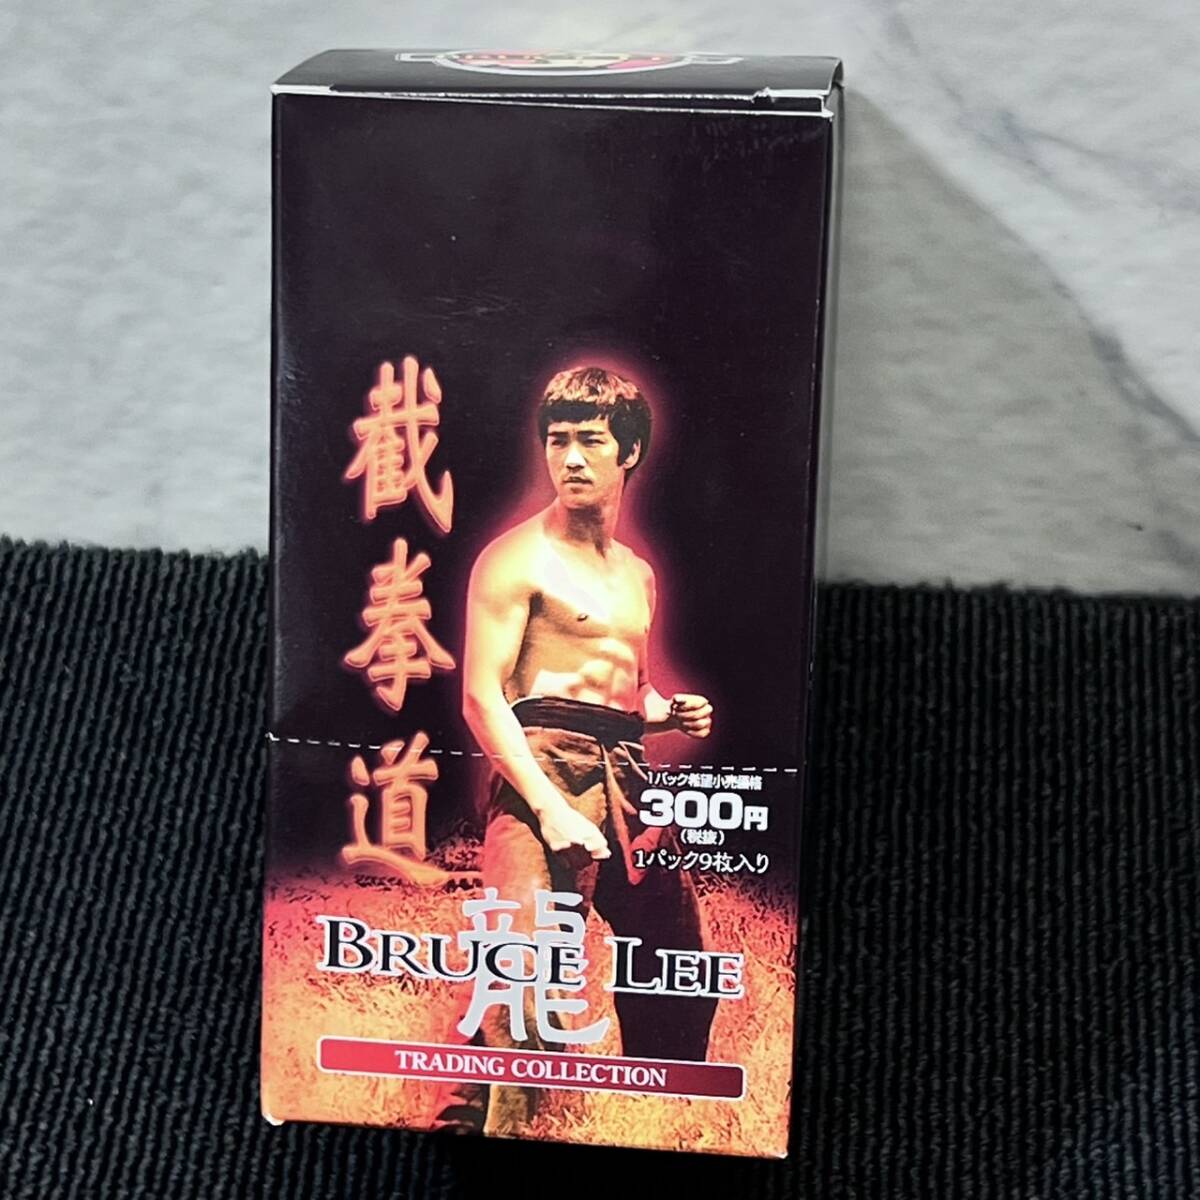 截拳道
1パック希望小売価格
300円
(税抜)
1パック9枚入り
龍
BRUCE LEE
TRADING COLLECTION